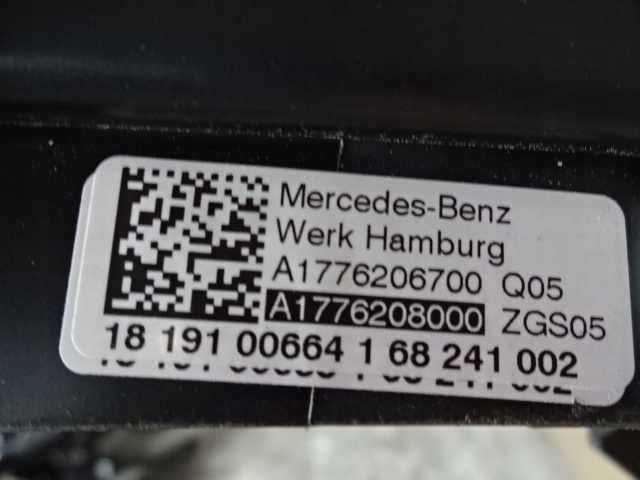 Mercedes-Benz
Werk Hamburg
A1776206700 Q05
A1776208000 ZGS05
18 191 00664 1 68 241 002